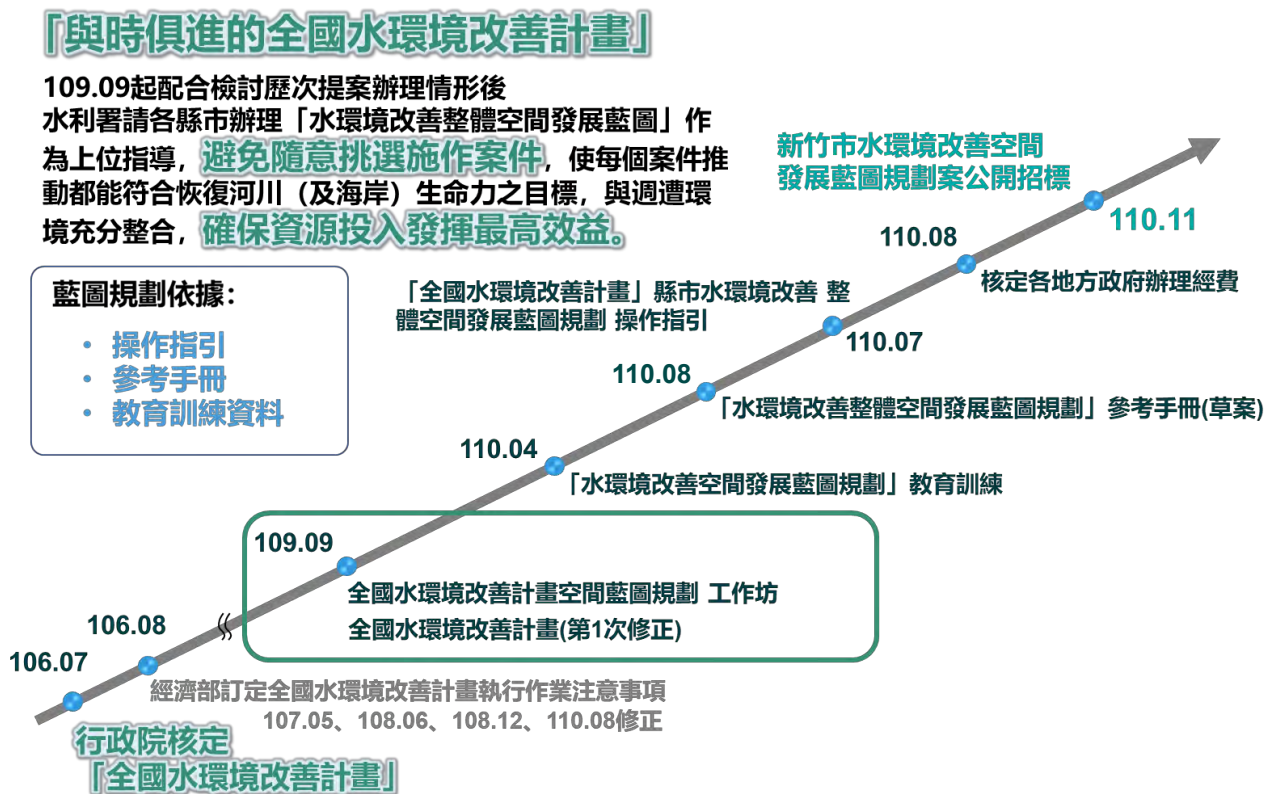 「與時俱進的全國水環境改善計畫」
109.09起配合檢討歷次提案辦理情形後
水利署請各縣市辦理「水環境改善整體空間發展藍圖」作
為上位指導，避免隨意挑選施作案件，使每個案件推
動都能符合恢復河川（及海岸）生命力之目標，與週遭環
境充分整合，確保資源投入發揮最高效益。
藍圖規劃依據：
• 操作指引
• 參考手冊
• 教育訓練資料
新竹市水環境改善空間
發展藍圖規劃案公開招標
110.11
110.08
核定各地方政府辦理經費
「全國水環境改善計畫」縣市水環境改善 整
體空間發展藍圖規劃 操作指引
110.07
110.08
「水環境改善整體空間發展藍圖規劃」參考手冊(草案)
110.04
「水環境改善空間發展藍圖規劃」教育訓練
109.09
全國水環境改善計畫空間藍圖規劃 工作坊
全國水環境改善計畫(第1次修正)
106.08
經濟部訂定全國水環境改善計畫執行作業注意事項
107.05、108.06、108.12、110.08修正
106.07
行政院核定
「全國水環境改善計畫」